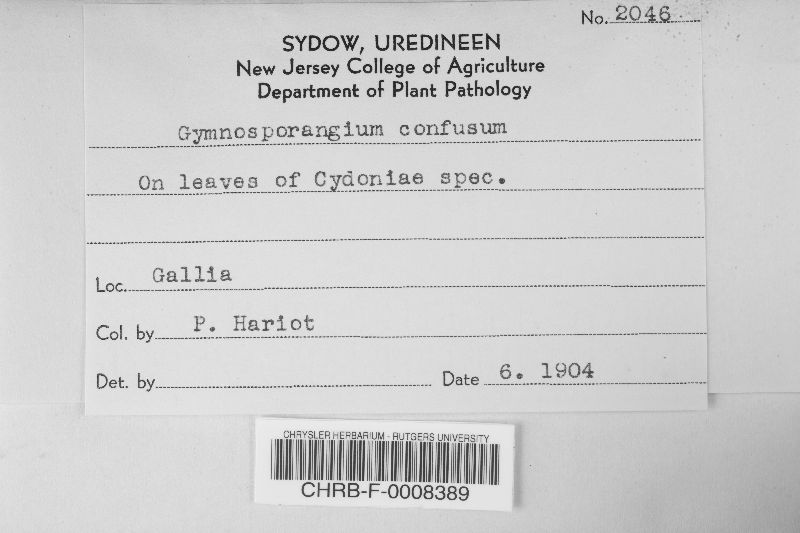 No. 2046
SYDOW, UREDINEEN
New Jersey College of Agriculture
Department of Plant Pathology
Gymnosporangium confusum
On leaves of Cydoniae spec.
Loc. Gallia
Col. by P. Hariot
Det. by Date 6. 1904
CHRYSLER HERBARIUM - RUTGERS UNIVERSITY
CHRB-F-0008389